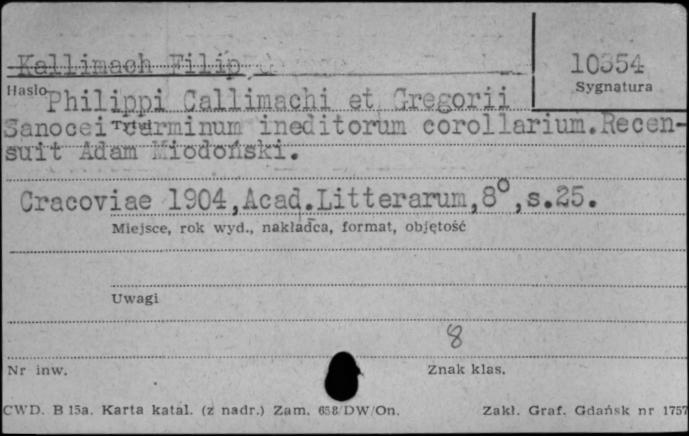 Kallimach Filip
10354
Hasło
Sygnatura
Philippi Callimachi et Gregorii
Sanocei carminum ineditorum corollarium.Recen-
suit Adam Miodoński.
Cracoviae 1904,Acad.Litterarum,8°,s.25.
Miejsce, rok wyd., nakładca, format, objętość
Uwagi
8
Nr inw.
Znak klas.
CWD. B 15a. Karta katal. (z nadr.) Zam. 658/DW/On.
Zakł. Graf. Gdańsk nr 1757